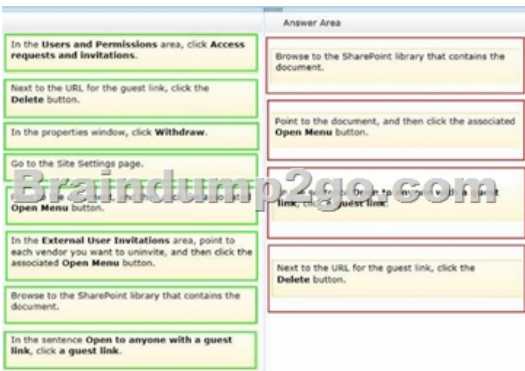 Answer Area
In the Users and Permissions area, click Access
requests and invitations.
Next to the URL for the guest link, click the
Delete button.
In the properties window, click Withdraw.
Go to the Site Settings page.
Open Menu button.
In the External User Invitations area, point to
each vendor you want to uninvite, and then click the
associated Open Menu button.
Browse to the SharePoint library that contains the
document.
In the sentence Open to anyone with a guest
link, click a guest link.
Browse to the SharePoint library that contains the
document.
Point to the document, and then click the associated
Open Menu button.
guest
link, a guest link.
Next to the URL for the guest link, click the
Delete button.
Braindump2go.com